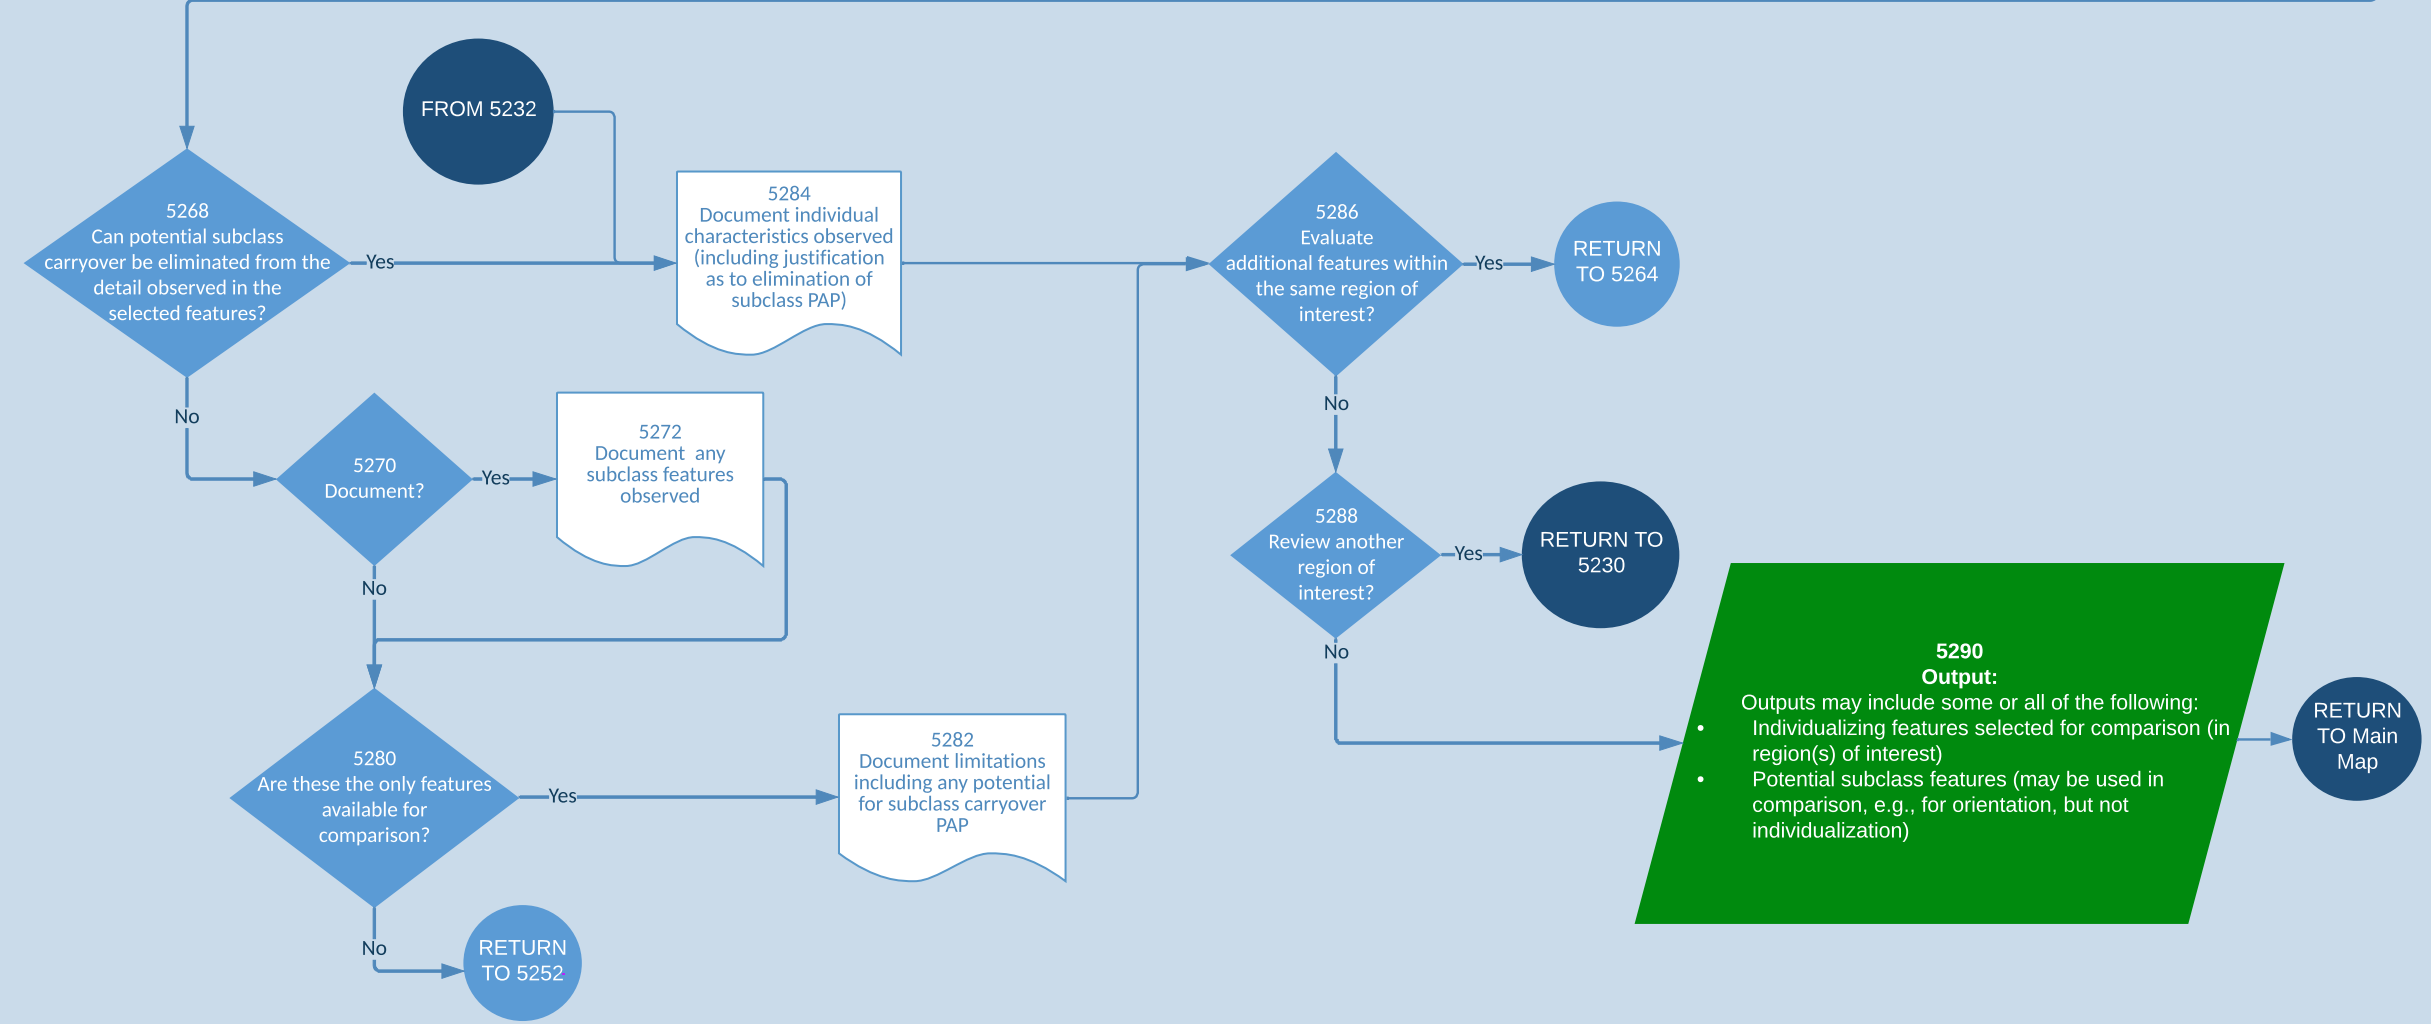 FROM 5232
5268
Can potential subclass
carryover be eliminated from the
detail observed in the
selected features?
Yes
No
5284
Document individual
characteristics observed
(including justification
as to elimination of
subclass PAP)
5286
Evaluate
additional features within
the same region of
interest?
Yes
RETURN
TO 5264
No
5270
Document?
Yes
No
5272
Document  any
subclass features
observed
5288
Review another
region of
interest?
Yes
RETURN TO
5230
No
5280
Are these the only features
available for
comparison?
Yes
No
5282
Document limitations
including any potential
for subclass carryover
PAP
5290
Output:
Outputs may include some or all of the following:
• Individualizing features selected for comparison (in
region(s) of interest)
• Potential subclass features (may be used in
comparison, e.g., for orientation, but not
individualization)
RETURN
TO Main
Map
RETURN
TO 5252